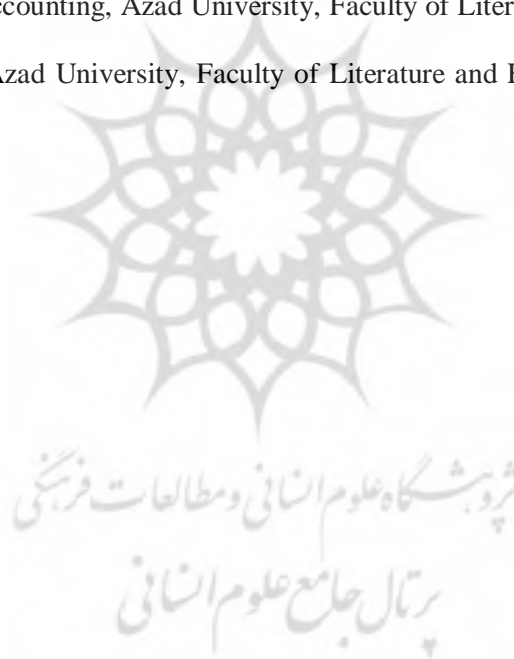 ccounting, Azad University, Faculty of Liter
Azad University, Faculty of Literature and
پژوهشگاه علوم انسانی و مطالعات فرهنگی
پرتال جامع علوم انسانی